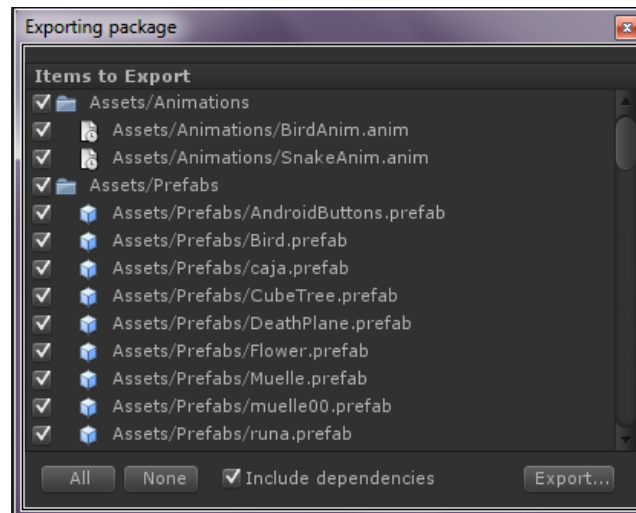 Exporting package
Items to Export
Assets/Animations
Assets/Animations/BirdAnim.anim
Assets/Animations/SnakeAnim.anim
Assets/Prefabs
Assets/Prefabs/AndroidButtons.prefab
Assets/Prefabs/Bird.prefab
Assets/Prefabs/caja.prefab
Assets/Prefabs/CubeTree.prefab
Assets/Prefabs/DeathPlane.prefab
Assets/Prefabs/Flower.prefab
Assets/Prefabs/Muelle.prefab
Assets/Prefabs/muelle00.prefab
Assets/Prefabs/runa.prefab
All None Include dependencies Export...